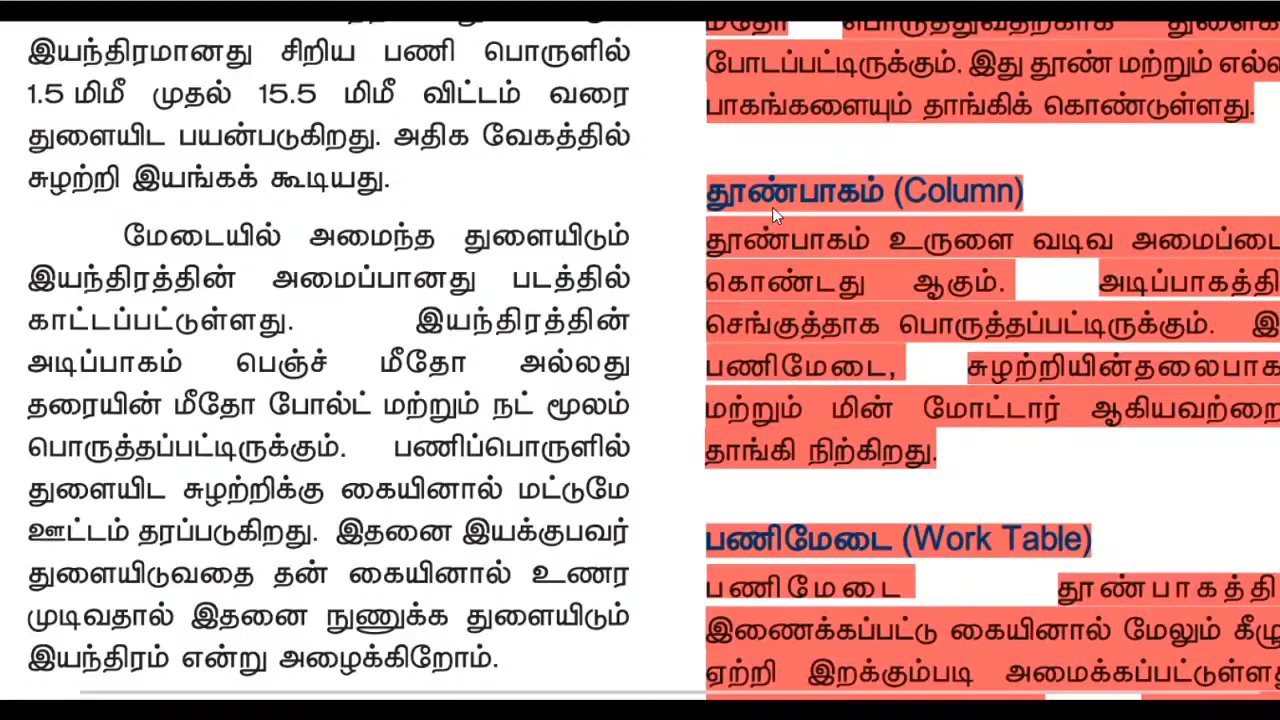 இயந்திரமானது சிறிய பணி பொருளில்
1.5 மிமீ முதல் 15.5 மிமீ விட்டம் வரை
துளையிட பயன்படுகிறது. அதிக வேகத்தில்
சுழற்றி இயங்கக் கூடியது.
மேடையில் அமைந்த துளையிடும்
இயந்திரத்தின் அமைப்பானது படத்தில்
காட்டப்பட்டுள்ளது. இயந்திரத்தின்
அடிப்பாகம் பெஞ்ச் மீதோ அல்லது
தரையின் மீதோ போல்ட் மற்றும் நட் மூலம்
பொருத்தப்பட்டிருக்கும். பணிப்பொருளில்
துளையிட சுழற்றிக்கு கையினால் மட்டுமே
ஊட்டம் தரப்படுகிறது. இதனை இயக்குபவர்
துளையிடுவதை தன் கையினால் உணர
முடிவதால் இதனை நுணுக்க துளையிடும்
இயந்திரம் என்று அழைக்கிறோம்.
மீதோ பொருத்துவதற்காக
போடப்பட்டிருக்கும். இது தூண் மற்றும்
பாகங்களையும் தாங்கிக் கொண்டுள்ளது.
தூண்பாகம் (Column)
தூண்பாகம் உருளை வடிவ
கொண்டது ஆகும்.
செங்குத்தாக பொருத்தப்பட்டிருக்கும்.
பணிமேடை,
மற்றும் மின் மோட்டார்
தாங்கி நிற்கிறது.
பணிமேடை (Work Table)
பணிமேடை
இணைக்கப்பட்டு கையினால் மேலும்
ஏற்றி இறக்கும்படி